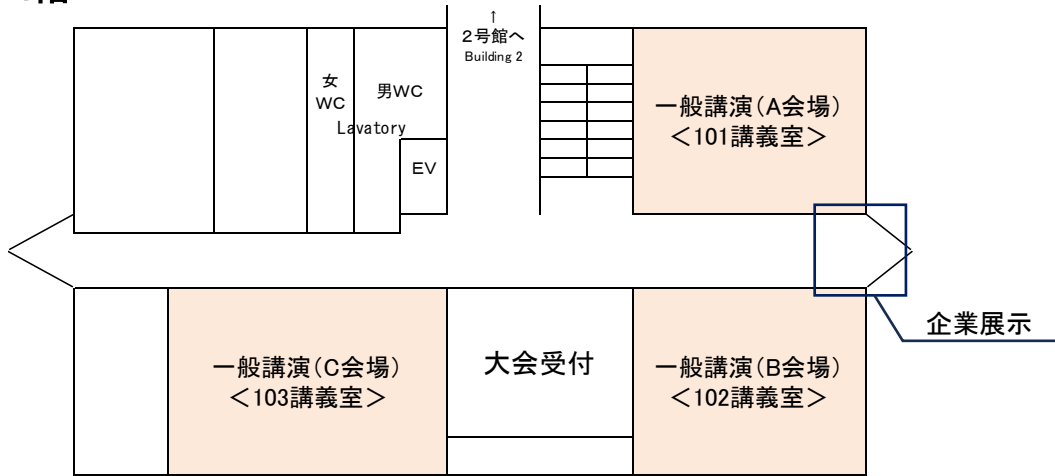 ↑
2号館へ
Building 2
女
WC
男WC
Lavatory
EV
一般講演(A会場)
<101講義室>
企業展示
一般講演(C会場)
<103講義室>
大会受付
一般講演(B会場)
<102講義室>